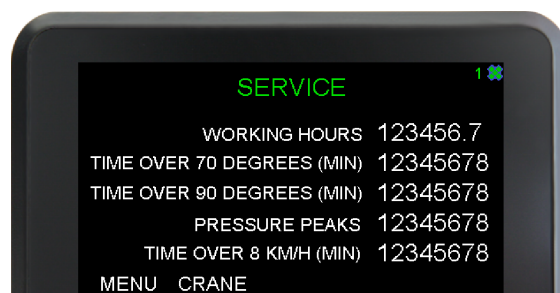 1
SERVICE
WORKING HOURS 123456.7
TIME OVER 70 DEGREES (MIN) 12345678
TIME OVER 90 DEGREES (MIN) 12345678
PRESSURE PEAKS 12345678
TIME OVER 8 KM/H (MIN) 12345678
MENU CRANE